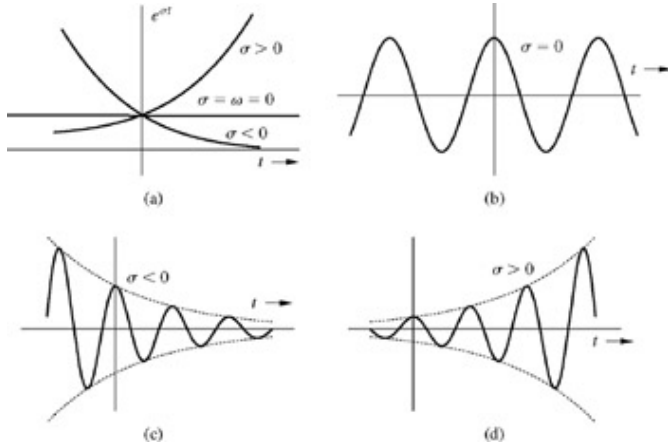 e^{σt}
σ > 0
σ = ω = 0
σ < 0
t
(a)
σ = 0
t
(b)
σ < 0
t
(c)
σ > 0
t
(d)